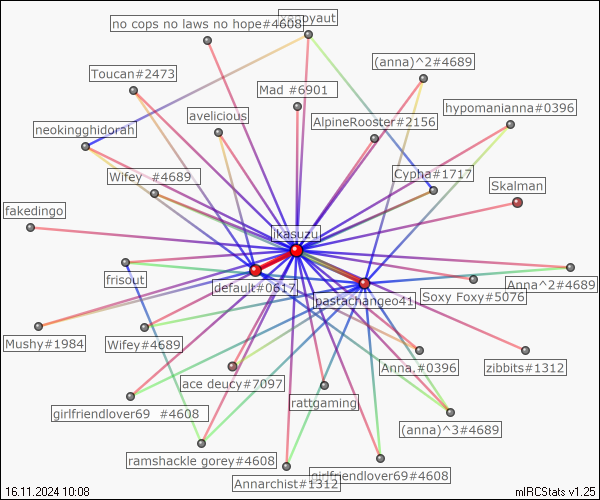 no cops no laws no hope#4608
yaut
(anna)^2#4689
Toucan#2473
Mad #6901
hypomanianna#0396
avelicious
AlpineRooster#2156
neokingghidorah
Wifey #4689
Cypha#1717
Skalman
fakedingo
ikasuzu
frisout
default#0617
pastachangeo41
Soxy Foxy#5076
Anna^2#4689
Mushy#1984
Wifey#4689
ace deucy#7097
Anna.#0396
zibbits#1312
girlfriendlover69 #4608
rattgaming
(anna)^3#4689
ramshackle gorey#4608
Annarchist#1312
girlfriendlover69#4608
16.11.2024 10:08
mIRCStats v1.25